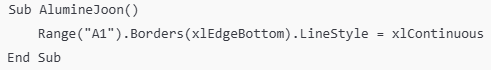 Sub AlumineJoon()
    Range("A1").Borders(xlEdgeBottom).LineStyle = xlContinuous
End Sub